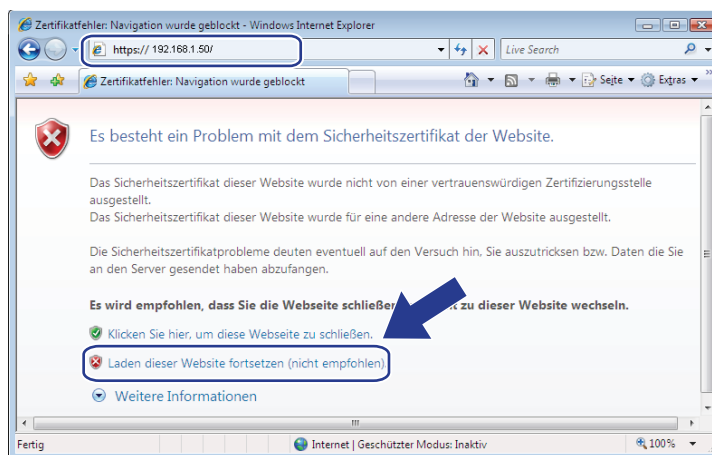 Zertifikatfehler: Navigation wurde geblockt - Windows Internet Explorer
https:// 192.168.1.50/
Live Search
Zertifikatfehler: Navigation wurde geblockt
Seite
Extras
»
Es besteht ein Problem mit dem Sicherheitszertifikat der Website.
Das Sicherheitszertifikat dieser Website wurde nicht von einer vertrauenswürdigen Zertifizierungsstelle
ausgestellt.
Das Sicherheitszertifikat dieser Website wurde für eine andere Adresse der Website ausgestellt.
Die Sicherheitszertifikatprobleme deuten eventuell auf den Versuch hin, Sie auszutricksen bzw. Daten die Sie
an den Server gesendet haben abzufangen.
Es wird empfohlen, dass Sie die Webseite schließen zu dieser Website wechseln.
Klicken Sie hier, um diese Webseite zu schließen.
Laden dieser Website fortsetzen (nicht empfohlen).
Weitere Informationen
Fertig
Internet | Geschützter Modus: Inaktiv
100%